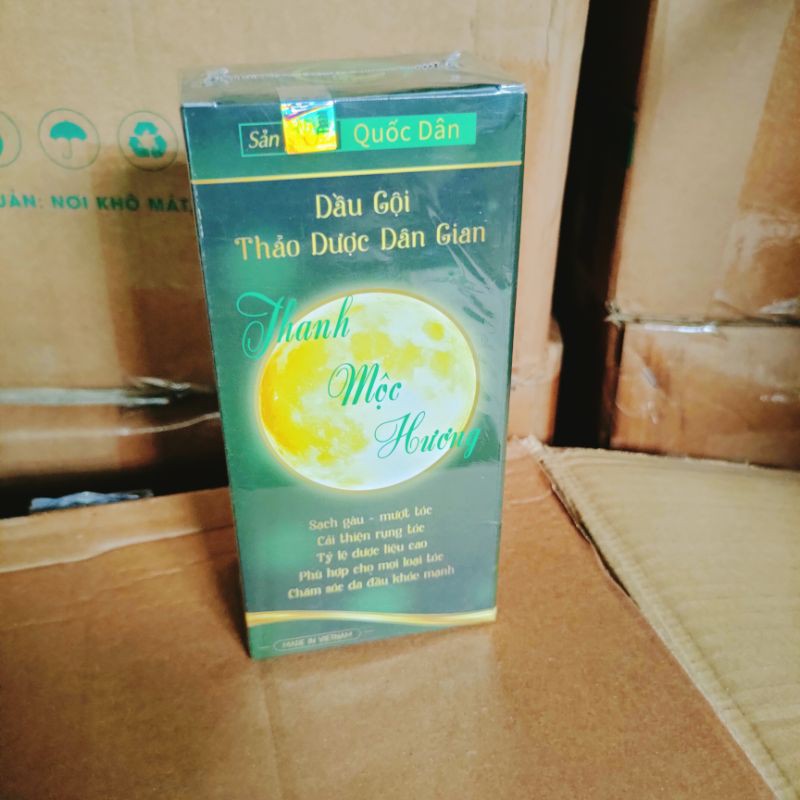 Sản
Quốc Dân
Dầu Gội
Thảo Dược Dân Gian
Thanh
Mộc
Hương
Sạch gàu - mượt tóc
Cải thiện rụng tóc
Tỷ lệ dược liệu cao
Phù hợp cho mọi loại tóc
Chăm sóc da đầu khỏe mạnh
MADE IN VIETNAM
NƠI KHÔ MÁT,